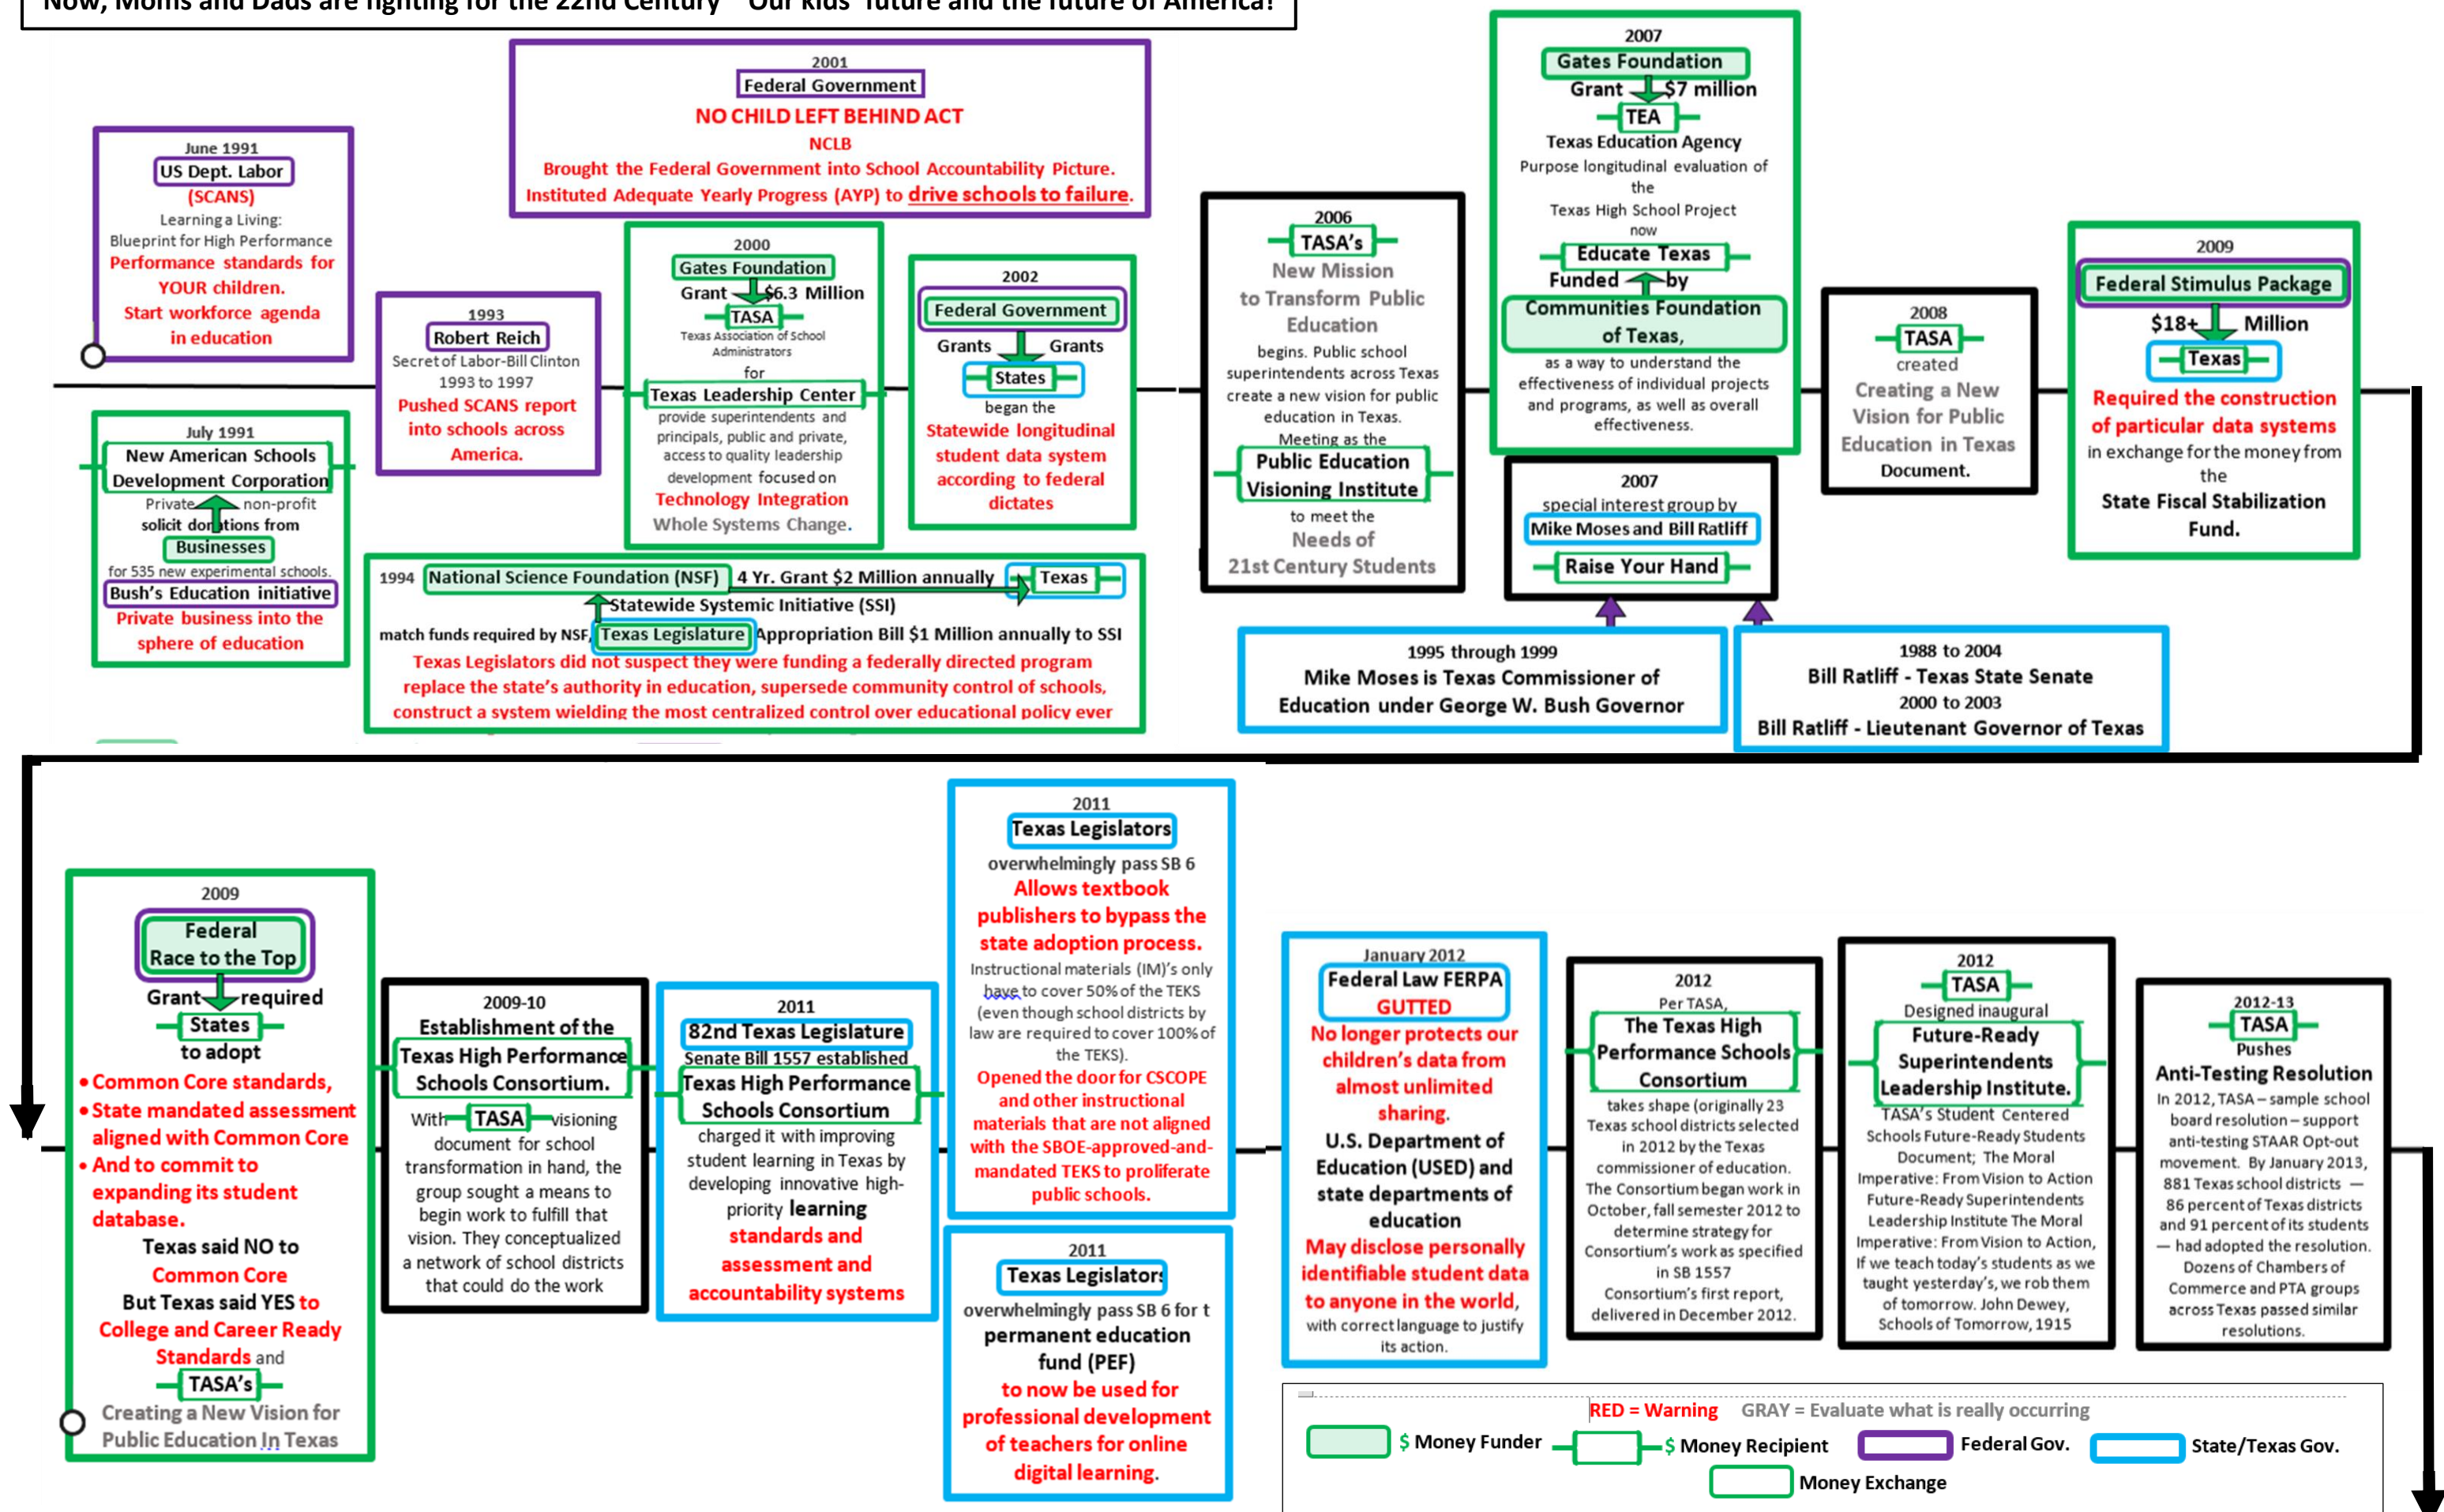 Now, Moms and Dads are fighting for the 22nd Century Our kids' future and the future of America!
June 1991
US Dept. Labor
(SCANS)
Learning a Living:
Blueprint for High Performance
Performance standards for
YOUR children.
Start workforce agenda
in education
July 1991
New American Schools
Development Corporation
Private non-profit
solicit donations from
Businesses
for 535 new experimental schools.
Bush's Education initiative
Private business into the
sphere of education
1993
Robert Reich
Secret of Labor-Bill Clinton
1993 to 1997
Pushed SCANS report
into schools across
America.
2001
Federal Government
NO CHILD LEFT BEHIND ACT
NCLB
Brought the Federal Government into School Accountability Picture.
Instituted Adequate Yearly Progress (AYP) to drive schools to failure.
2000
Gates Foundation
Grant $6.3 Million
TASA
Texas Association of School
Administrators
for
Texas Leadership Center
provide superintendents and
principals, public and private,
access to quality leadership
development focused on
Technology Integration
Whole Systems Change.
2002
Federal Government
Grants Grants
States
began the
Statewide longitudinal
student data system
according to federal
dictates
1994 National Science Foundation (NSF) 4 Yr. Grant $2 Million annually Texas
Statewide Systemic Initiative (SSI)
match funds required by NSF, Texas Legislature Appropriation Bill $1 Million annually to SSI
Texas Legislators did not suspect they were funding a federally directed program
replace the state's authority in education, supersede community control of schools,
construct a system wielding the most centralized control over educational policy ever
2006
TASA's
New Mission
to Transform Public
Education
begins. Public school
superintendents across Texas
create a new vision for public
education in Texas.
Meeting as the
Public Education
Visioning Institute
to meet the
Needs of
21st Century Students
2007
Gates Foundation
Grant $7 million
TEA
Texas Education Agency
Purpose longitudinal evaluation of
the
Texas High School Project
now
Educate Texas
Funded by
Communities Foundation
of Texas,
as a way to understand the
effectiveness of individual projects
and programs, as well as overall
effectiveness.
2007
special interest group by
Mike Moses and Bill Ratliff
Raise Your Hand
1995 through 1999
Mike Moses is Texas Commissioner of
Education under George W. Bush Governor
1988 to 2004
Bill Ratliff - Texas State Senate
2000 to 2003
Bill Ratliff - Lieutenant Governor of Texas
2008
TASA
created
Creating a New
Vision for Public
Education in Texas
Document.
2009
Federal Stimulus Package
$18+ Million
Texas
Required the construction
of particular data systems
in exchange for the money from
the
State Fiscal Stabilization
Fund.
2009
Federal
Race to the Top
Grant required
States
to adopt
• Common Core standards,
• State mandated assessment
aligned with Common Core
• And to commit to
expanding its student
database.
Texas said NO to
Common Core
But Texas said YES to
College and Career Ready
Standards and
TASA's
Creating a New Vision for
Public Education In Texas
2009-10
Establishment of the
Texas High Performance
Schools Consortium.
With TASA visioning
document for school
transformation in hand, the
group sought a means to
begin work to fulfill that
vision. They conceptualized
a network of school districts
that could do the work
2011
82nd Texas Legislature
Senate Bill 1557 established
Texas High Performance
Schools Consortium
charged it with improving
student learning in Texas by
developing innovative high-
priority learning
standards and
assessment and
accountability systems
2011
Texas Legislators
overwhelmingly pass SB 6
Allows textbook
publishers to bypass the
state adoption process.
Instructional materials (IM)'s only
have to cover 50% of the TEKS
(even though school districts by
law are required to cover 100% of
the TEKS).
Opened the door for CSCOPE
and other instructional
materials that are not aligned
with the SBOE-approved-and-
mandated TEKS to proliferate
public schools.
2011
Texas Legislators
overwhelmingly pass SB 6 for t
permanent education
fund (PEF)
to now be used for
professional development
of teachers for online
digital learning.
January 2012
Federal Law FERPA
GUTTED
No longer protects our
children's data from
almost unlimited
sharing.
U.S. Department of
Education (USED) and
state departments of
education
May disclose personally
identifiable student data
to anyone in the world,
with correct language to justify
its action.
2012
Per TASA,
The Texas High
Performance Schools
Consortium
takes shape (originally 23
Texas school districts selected
in 2012 by the Texas
commissioner of education.
The Consortium began work in
October, fall semester 2012 to
determine strategy for
Consortium's work as specified
in SB 1557
Consortium's first report,
delivered in December 2012.
2012
TASA
Designed inaugural
Future-Ready
Superintendents
Leadership Institute.
TASA's Student Centered
Schools Future-Ready Students
Document; The Moral
Imperative: From Vision to Action
Future-Ready Superintendents
Leadership Institute The Moral
Imperative: From Vision to Action,
If we teach today's students as we
taught yesterday's, we rob them
of tomorrow. John Dewey,
Schools of Tomorrow, 1915
2012-13
TASA
Pushes
Anti-Testing Resolution
In 2012, TASA – sample school
board resolution – support
anti-testing STAAR Opt-out
movement. By January 2013,
881 Texas school districts —
86 percent of Texas districts
and 91 percent of its students
— had adopted the resolution.
Dozens of Chambers of
Commerce and PTA groups
across Texas passed similar
resolutions.
RED = Warning GRAY = Evaluate what is really occurring
$ Money Funder $ Money Recipient Federal Gov. State/Texas Gov.
Money Exchange